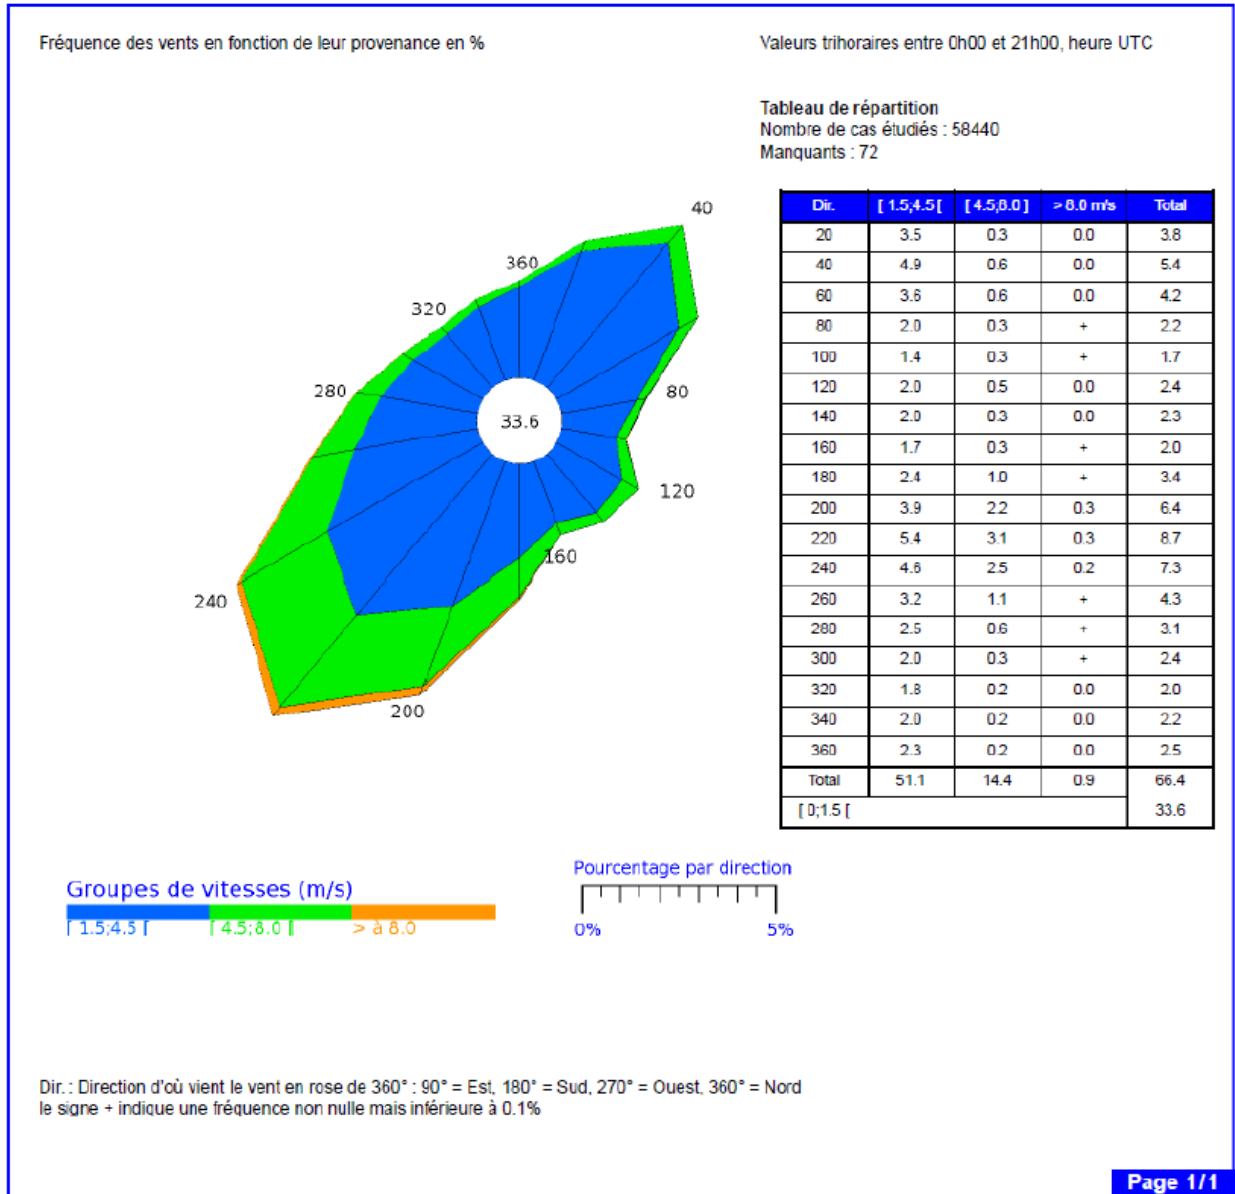 Fréquence des vents en fonction de leur provenance en %
Valeurs trihoraires entre 0h00 et 21h00, heure UTC
Tableau de répartition
Nombre de cas étudiés : 58440
Manquants : 72
40
360
320
280
80
33.6
120
160
240
200
Dir. [ 1.5;4.5 [ [ 4.5;8.0 ] > 8.0 m/s Total
20 3.5 0.3 0.0 3.8
40 4.9 0.6 0.0 5.4
60 3.6 0.6 0.0 4.2
80 2.0 0.3 + 2.2
100 1.4 0.3 + 1.7
120 2.0 0.5 0.0 2.4
140 2.0 0.3 0.0 2.3
160 1.7 0.3 + 2.0
180 2.4 1.0 + 3.4
200 3.9 2.2 0.3 6.4
220 5.4 3.1 0.3 8.7
240 4.6 2.5 0.2 7.3
260 3.2 1.1 + 4.3
280 2.5 0.6 + 3.1
300 2.0 0.3 + 2.4
320 1.8 0.2 0.0 2.0
340 2.0 0.2 0.0 2.2
360 2.3 0.2 0.0 2.5
Total 51.1 14.4 0.9 66.4
[ 0;1.5 [ 33.6
Groupes de vitesses (m/s)
[ 1.5;4.5 [ [ 4.5;8.0 ] > à 8.0
Pourcentage par direction
0% 5%
Dir. : Direction d'où vient le vent en rose de 360° : 90° = Est, 180° = Sud, 270° = Ouest, 360° = Nord
le signe + indique une fréquence non nulle mais inférieure à 0.1%
Page 1/1